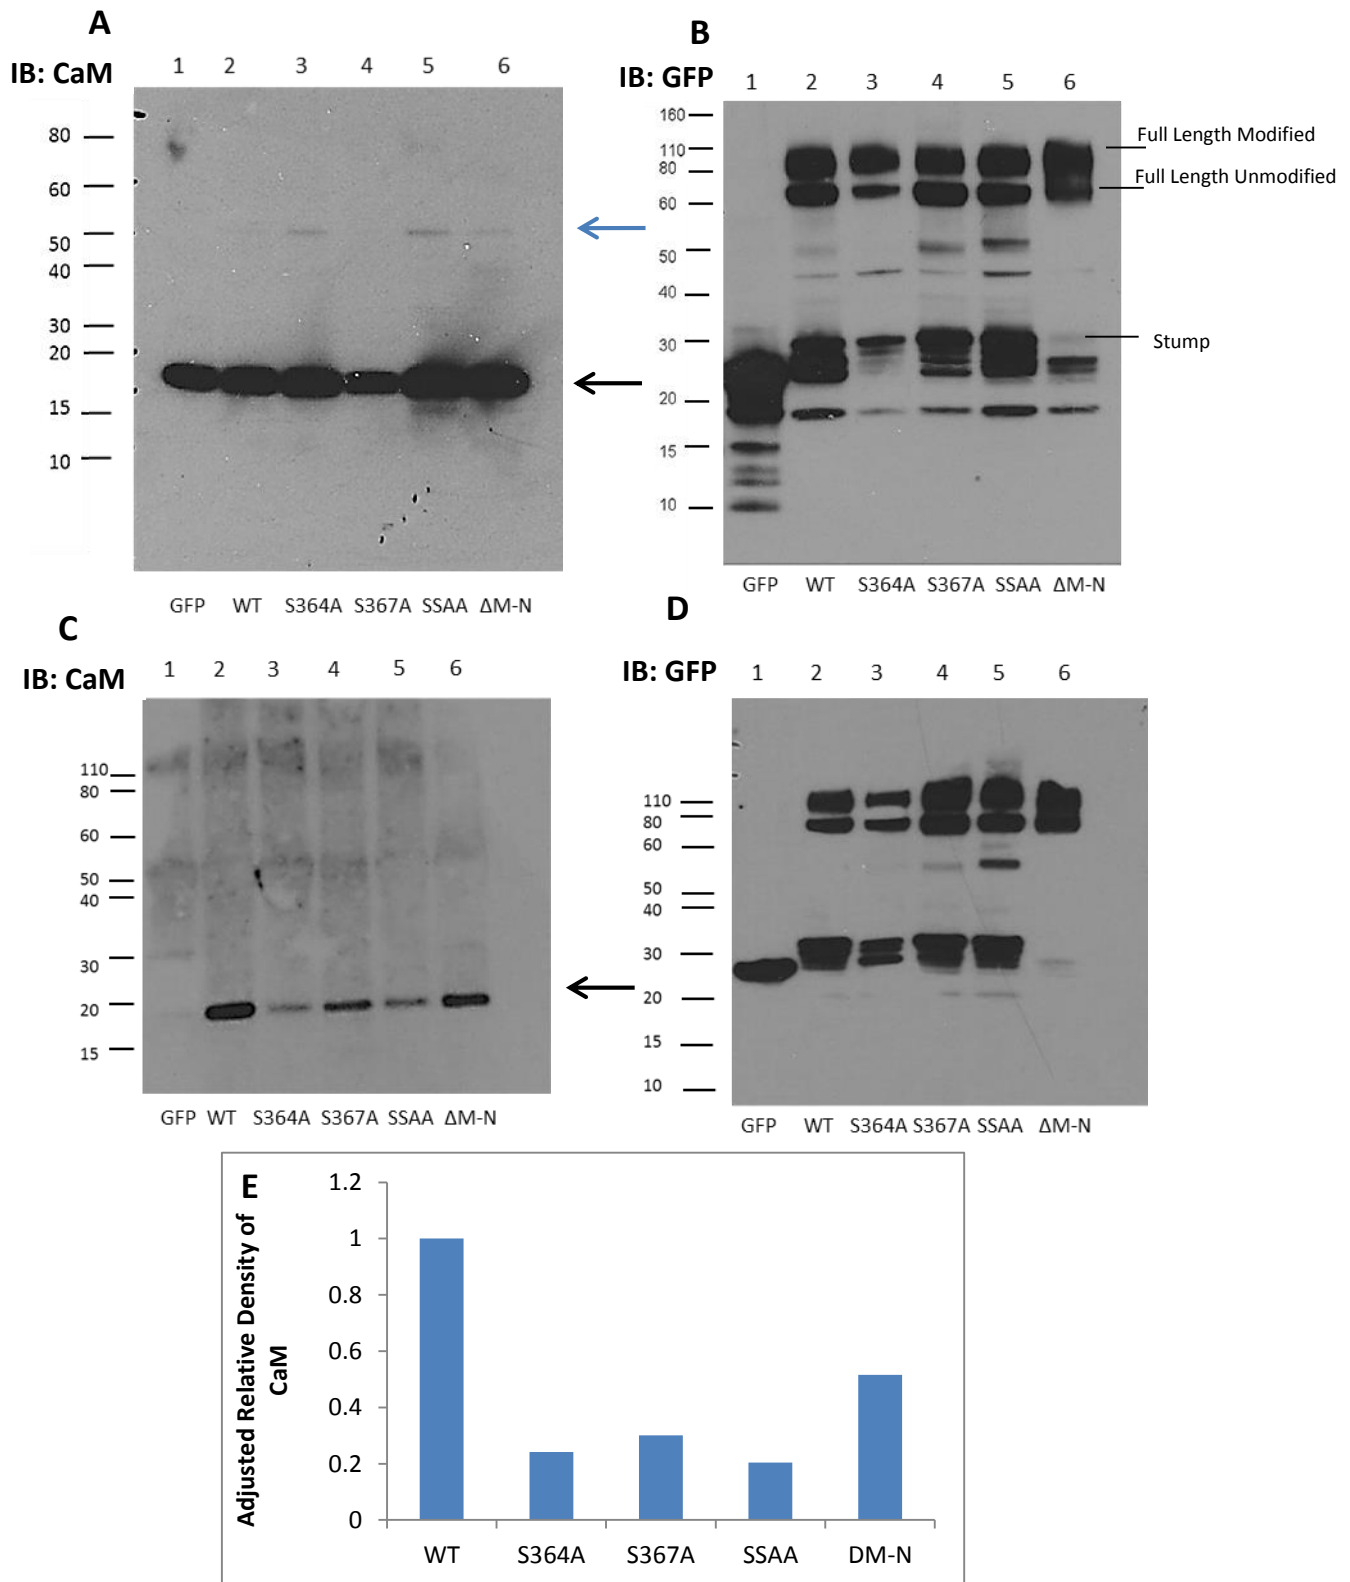 A
IB: CaM
1 2 3 4 5 6
80
60
50
40
30
20
15
10
GFP WT S364A S367A SSAA ΔM-N
B
IB: GFP
1 2 3 4 5 6
160
110
80
60
50
40
30
20
15
10
Full Length Modified
Full Length Unmodified
Stump
GFP WT S364A S367A SSAA ΔM-N
C
IB: CaM
1 2 3 4 5 6
110
80
60
50
40
30
20
15
GFP WT S364A S367A SSAA ΔM-N
D
IB: GFP
1 2 3 4 5 6
110
80
60
50
40
30
20
15
10
GFP WT S364A S367A SSAA ΔM-N
E
Adjusted Relative Density of
CaM
1.2
1
0.8
0.6
0.4
0.2
0
WT S364A S367A SSAA DM-N